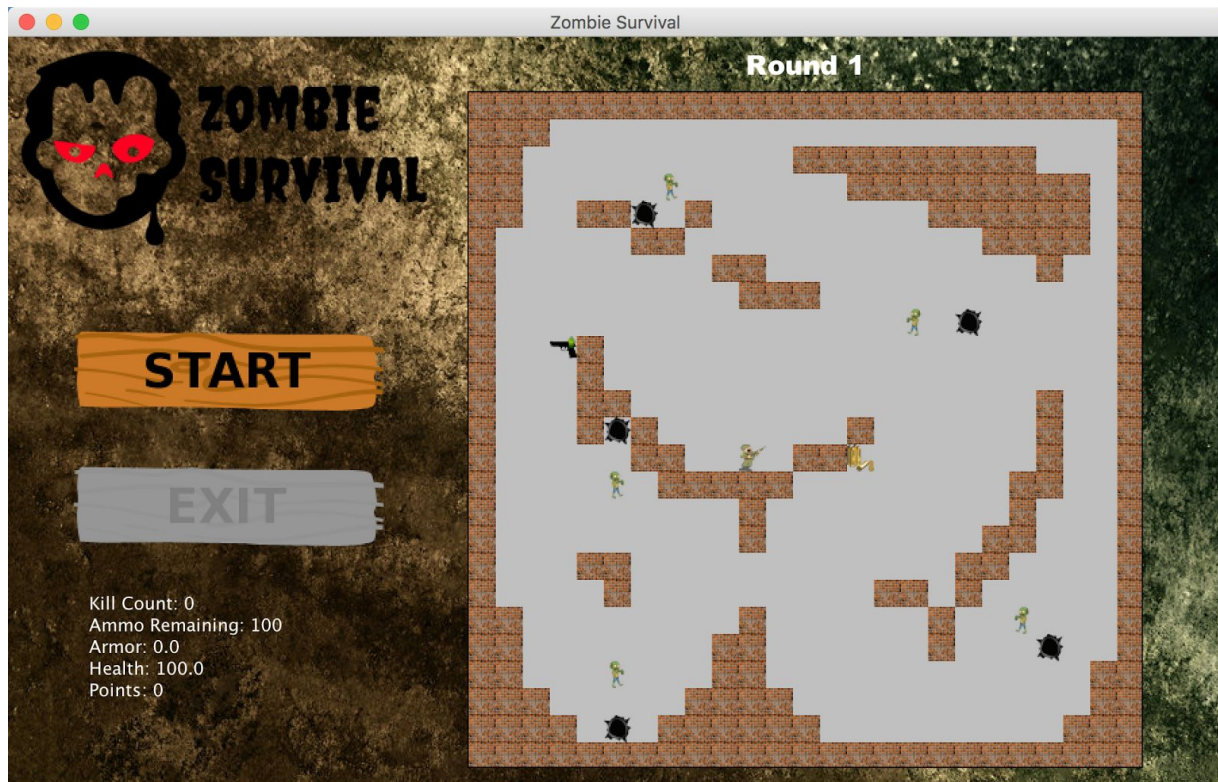 Zombie Survival
ZOMBIE
SURVIVAL
Round 1
START
EXIT
Kill Count: 0
Ammo Remaining: 100
Armor: 0.0
Health: 100.0
Points: 0